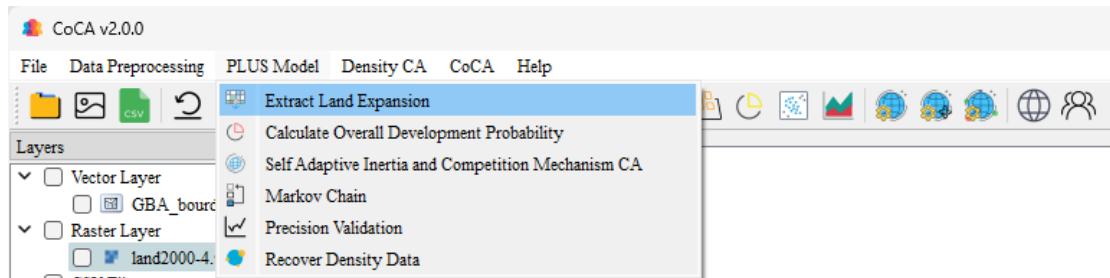 CoCA v2.0.0
File Data Preprocessing PLUS Model Density CA CoCA Help
CSV
Extract Land Expansion
Calculate Overall Development Probability
Self Adaptive Inertia and Competition Mechanism CA
Markov Chain
Precision Validation
Recover Density Data
Layers
Vector Layer
GBA_bourd
Raster Layer
land2000-4.